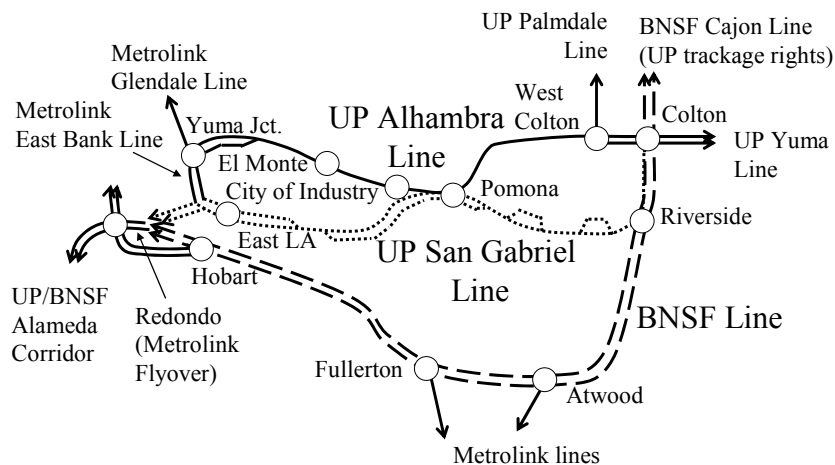 UP Palmdale
Line
BNSF Cajon Line
(UP trackage rights)
Metrolink
Glendale Line
Metrolink
East Bank Line
Yuma Jct.
UP Alhambra
Line
West
Colton
Colton
UP Yuma
Line
El Monte
City of Industry
Pomona
Riverside
East LA
UP San Gabriel
Line
Hobart
UP/BNSF
Alameda
Corridor
Redondo
(Metrolink
Flyover)
BNSF Line
Fullerton
Atwood
Metrolink lines